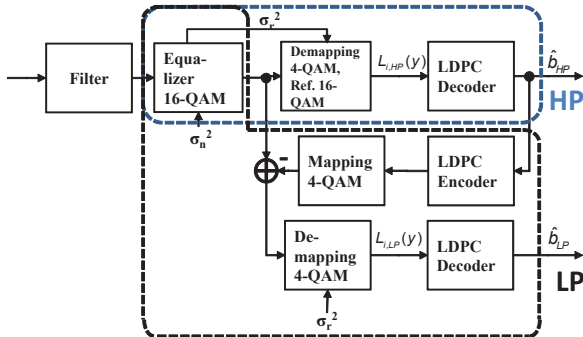 σr²
Filter
Equa-
lizer
16-QAM
Demapping
4-QAM,
Ref. 16-
QAM
Li,HP(y)
LDPC
Decoder
b̂HP
HP
σn²
-
Mapping
4-QAM
LDPC
Encoder
De-
mapping
4-QAM
Li,LP(y)
LDPC
Decoder
b̂LP
LP
σr²